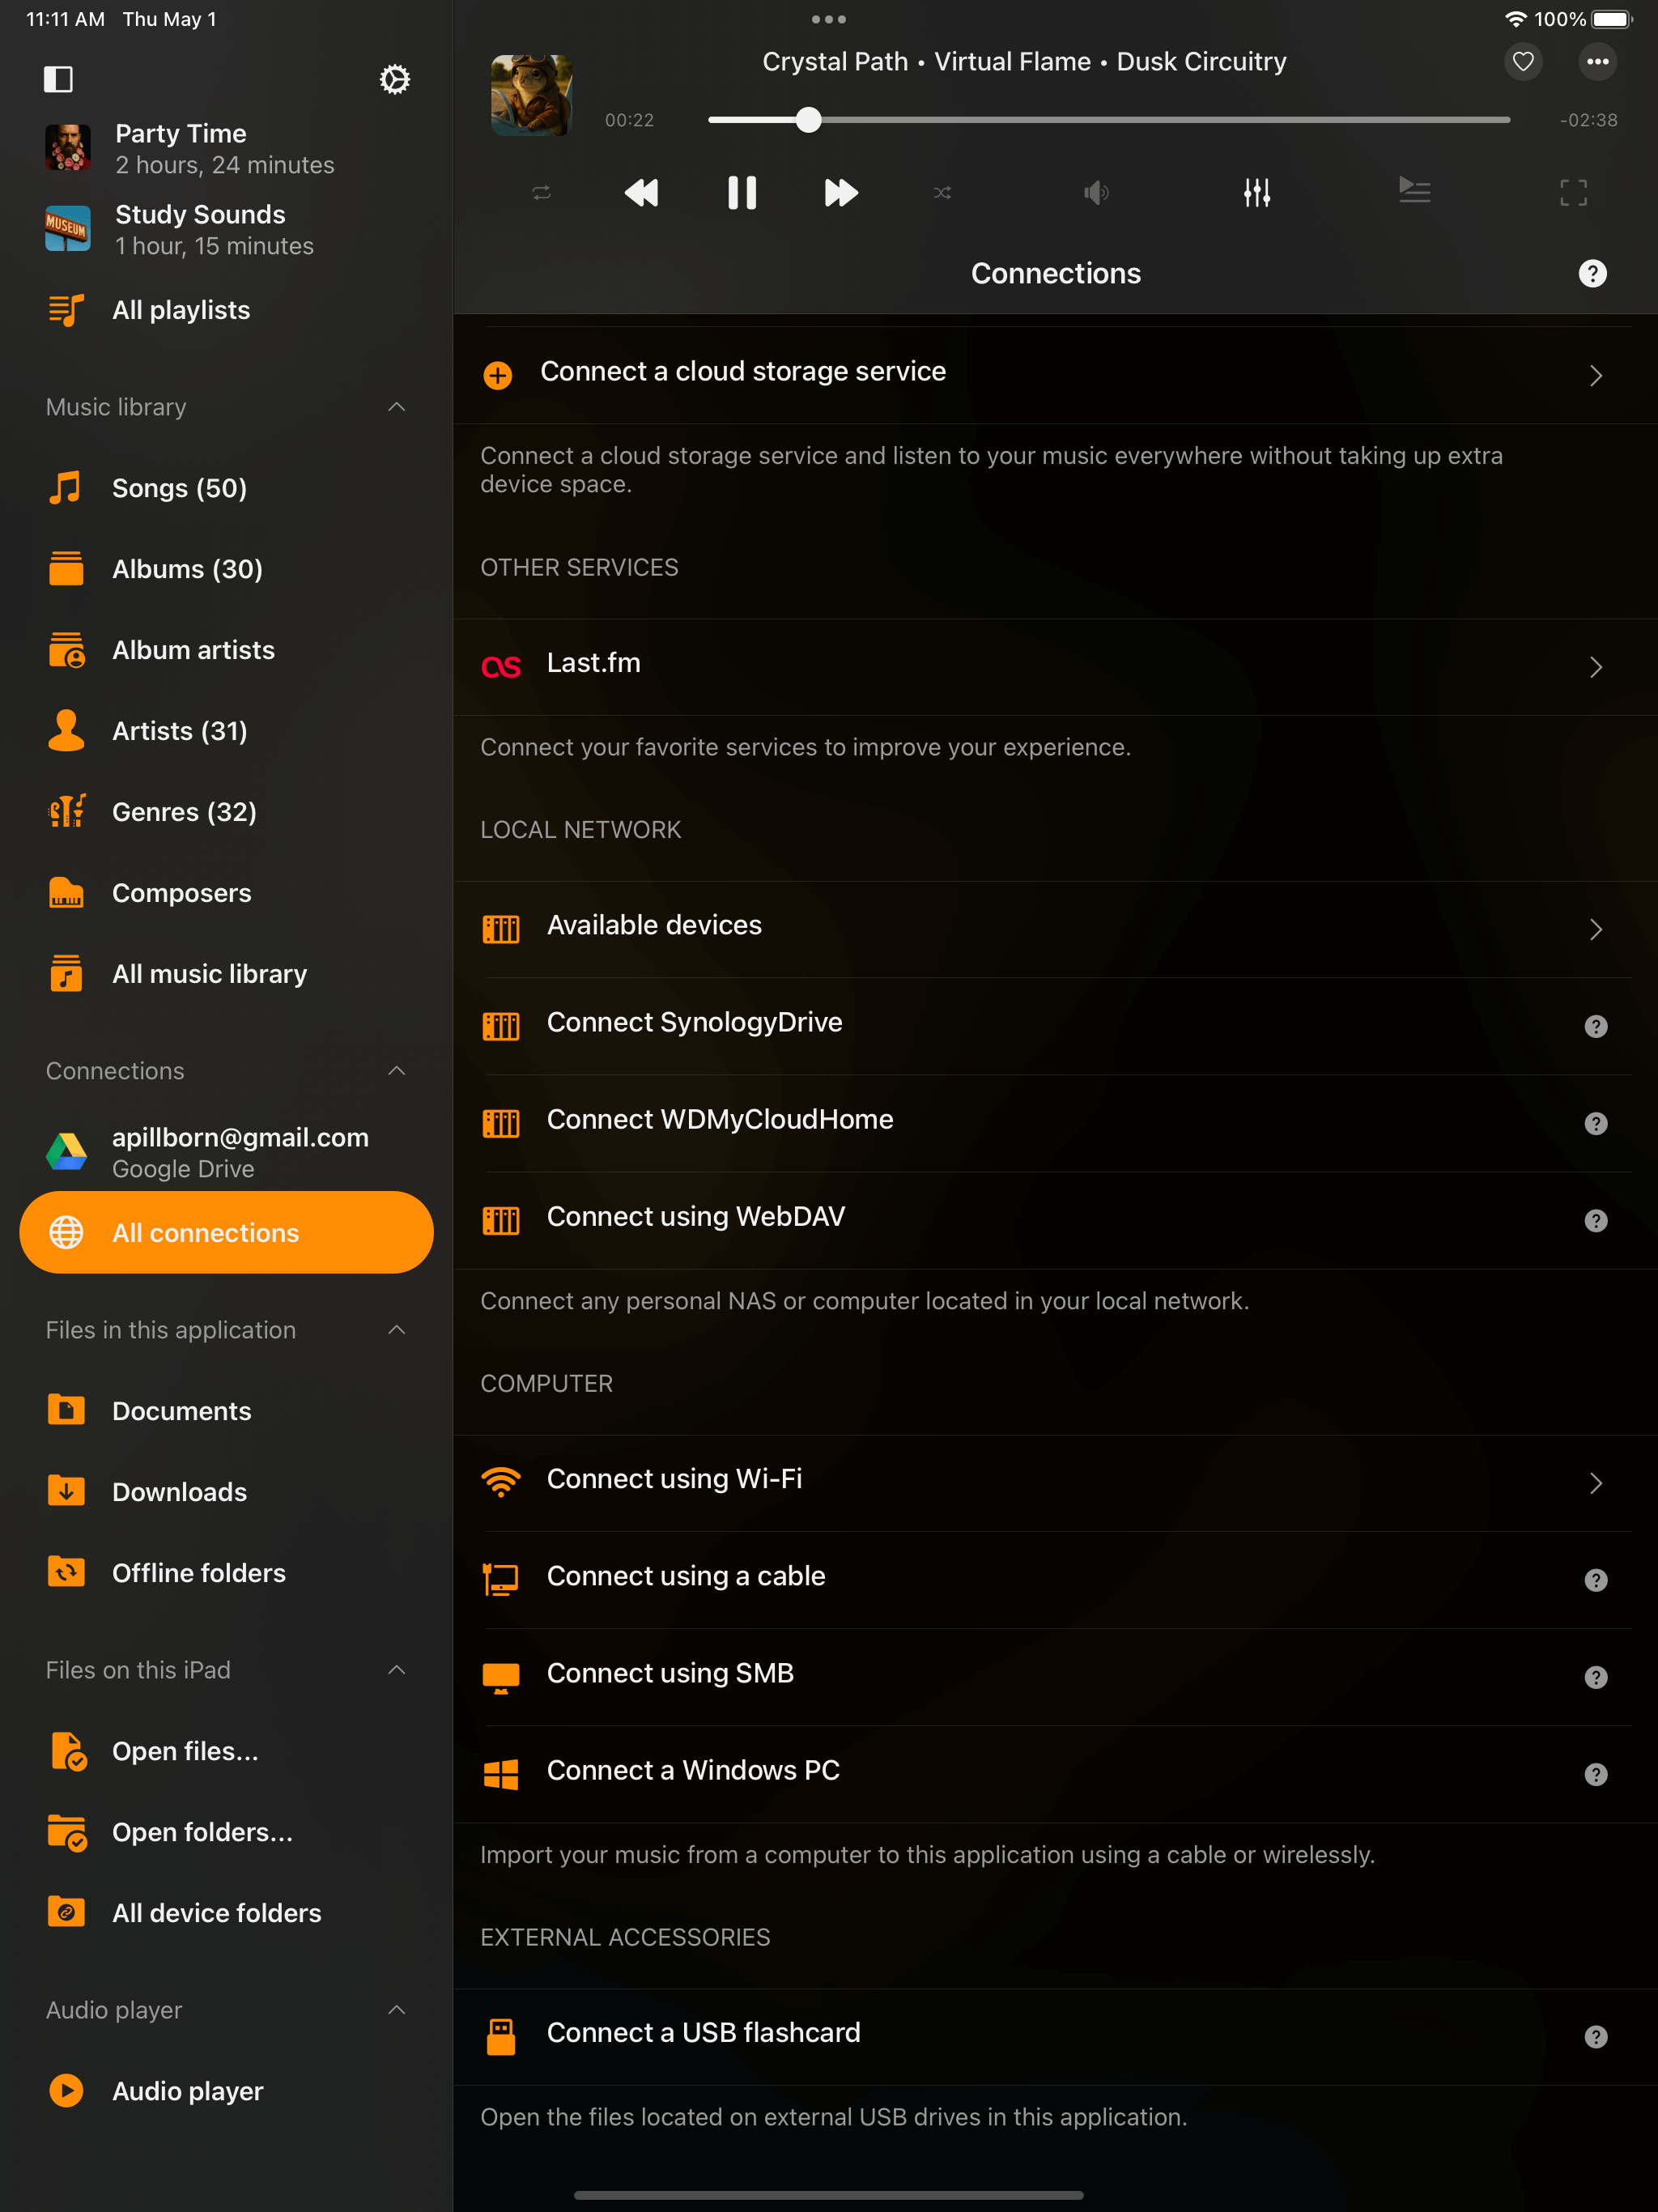 11:11 AM Thu May 1
100%
Party Time
2 hours, 24 minutes
MUSEUM
Study Sounds
1 hour, 15 minutes
All playlists
Music library
Songs (50)
Albums (30)
Album artists
Artists (31)
Genres (32)
Composers
All music library
Connections
apillborn@gmail.com
Google Drive
All connections
Files in this application
Documents
Downloads
Offline folders
Files on this iPad
Open files...
Open folders...
All device folders
Audio player
Audio player
Crystal Path • Virtual Flame • Dusk Circuitry
00:22
-02:38
Connections
Connect a cloud storage service
Connect a cloud storage service and listen to your music everywhere without taking up extra
device space.
OTHER SERVICES
Last.fm
Connect your favorite services to improve your experience.
LOCAL NETWORK
Available devices
Connect SynologyDrive
Connect WDMyCloudHome
Connect using WebDAV
Connect any personal NAS or computer located in your local network.
COMPUTER
Connect using Wi-Fi
Connect using a cable
Connect using SMB
Connect a Windows PC
Import your music from a computer to this application using a cable or wirelessly.
EXTERNAL ACCESSORIES
Connect a USB flashcard
Open the files located on external USB drives in this application.